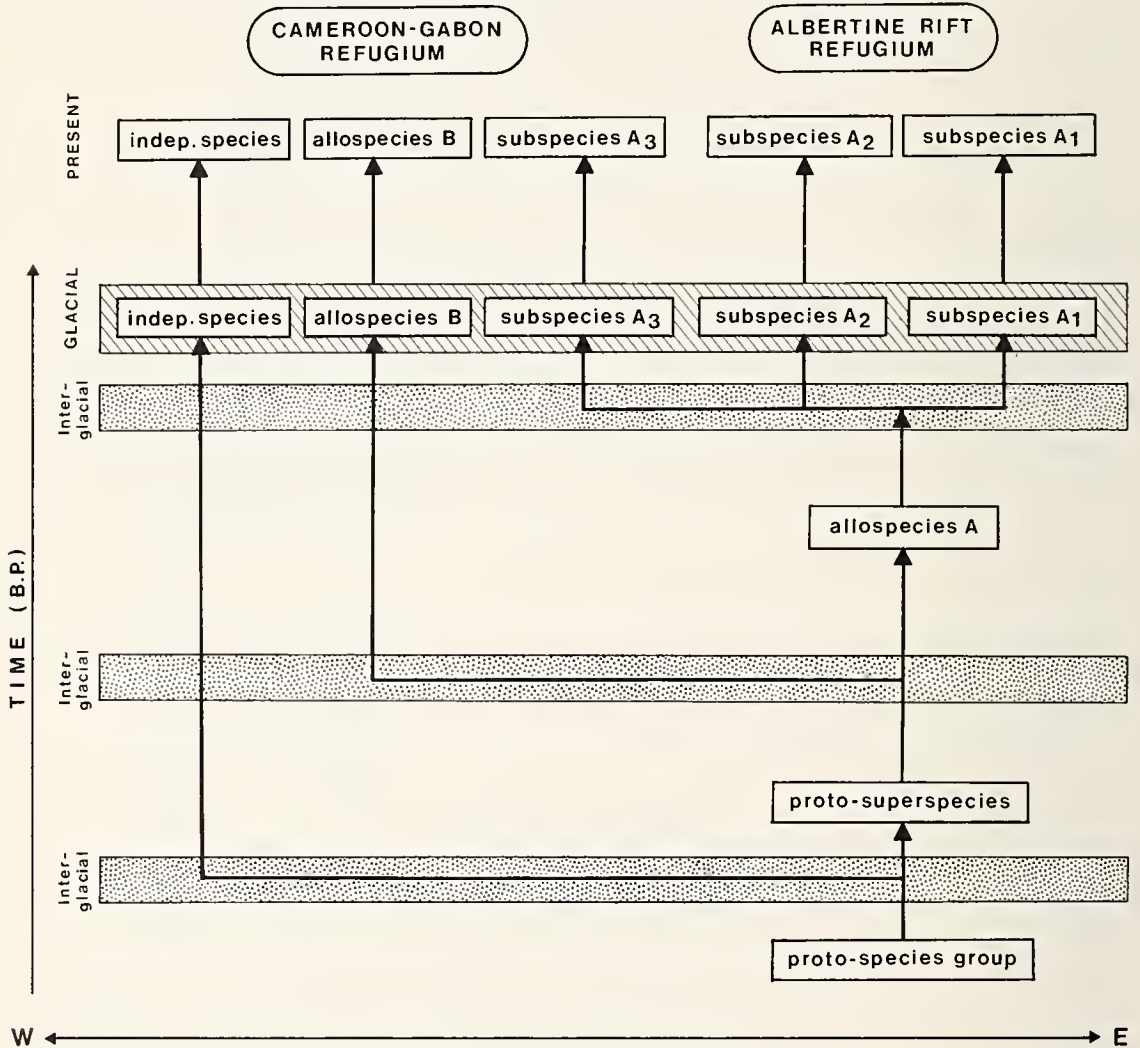 CAMEROON-GABON
REFUGIUM
ALBERTINE RIFT
REFUGIUM
PRESENT
indep. species
allospecies B
subspecies A3
subspecies A2
subspecies A1
GLACIAL
indep. species
allospecies B
subspecies A3
subspecies A2
subspecies A1
Inter-
glacial
allospecies A
TIME (B.P.)
Inter-
glacial
proto-superspecies
Inter-
glacial
proto-species group
W
E